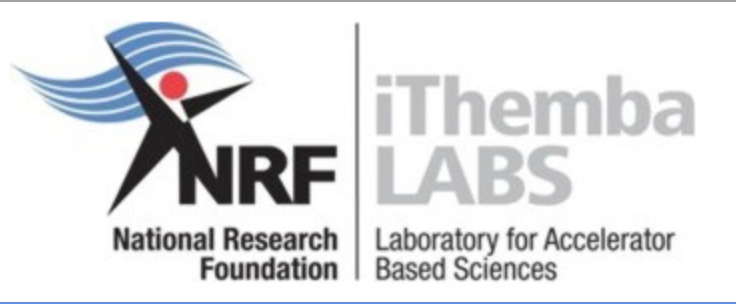 NRF
National Research
Foundation
iThemba
LABS
Laboratory for Accelerator
Based Sciences